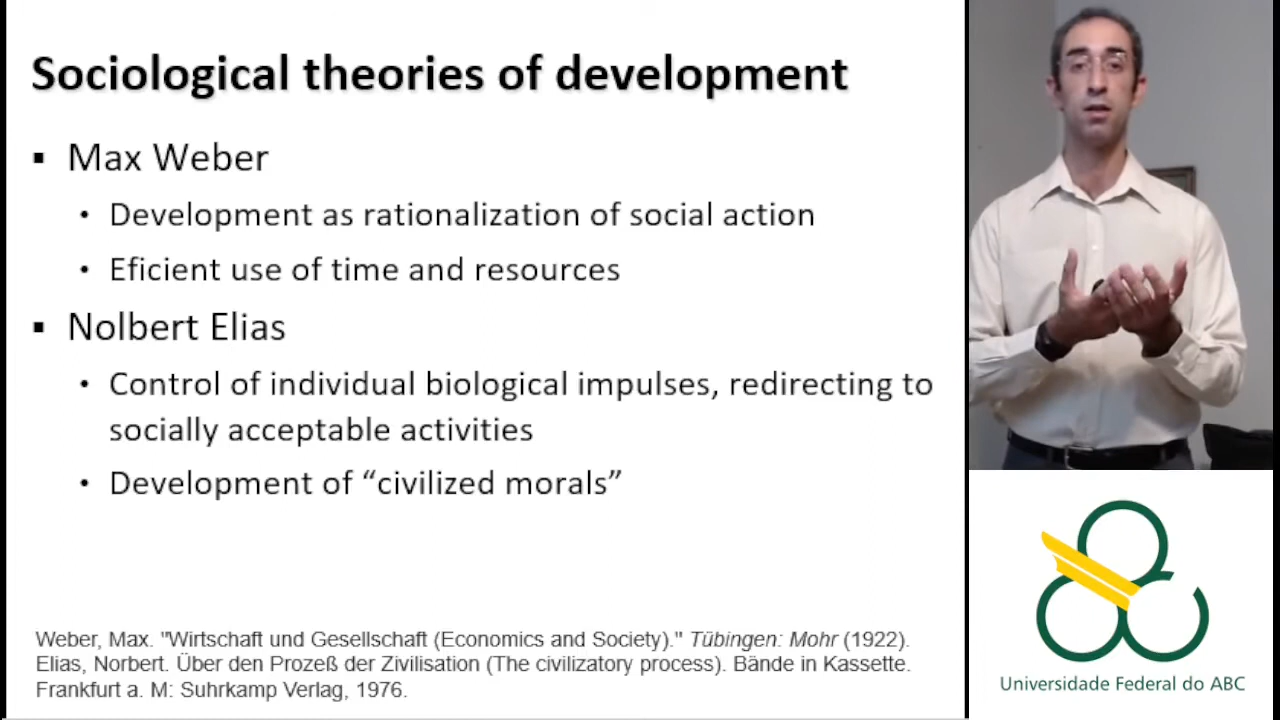 Sociological theories of development
▪ Max Weber
• Development as rationalization of social action
• Eficient use of time and resources
▪ Nolbert Elias
• Control of individual biological impulses, redirecting to
socially acceptable activities
• Development of “civilized morals”
Weber, Max. "Wirtschaft und Gesellschaft (Economics and Society)." Tübingen: Mohr (1922).
Elias, Norbert. Über den Prozeß der Zivilisation (The civilizatory process). Bände in Kassette.
Frankfurt a. M: Suhrkamp Verlag, 1976.
Universidade Federal do ABC